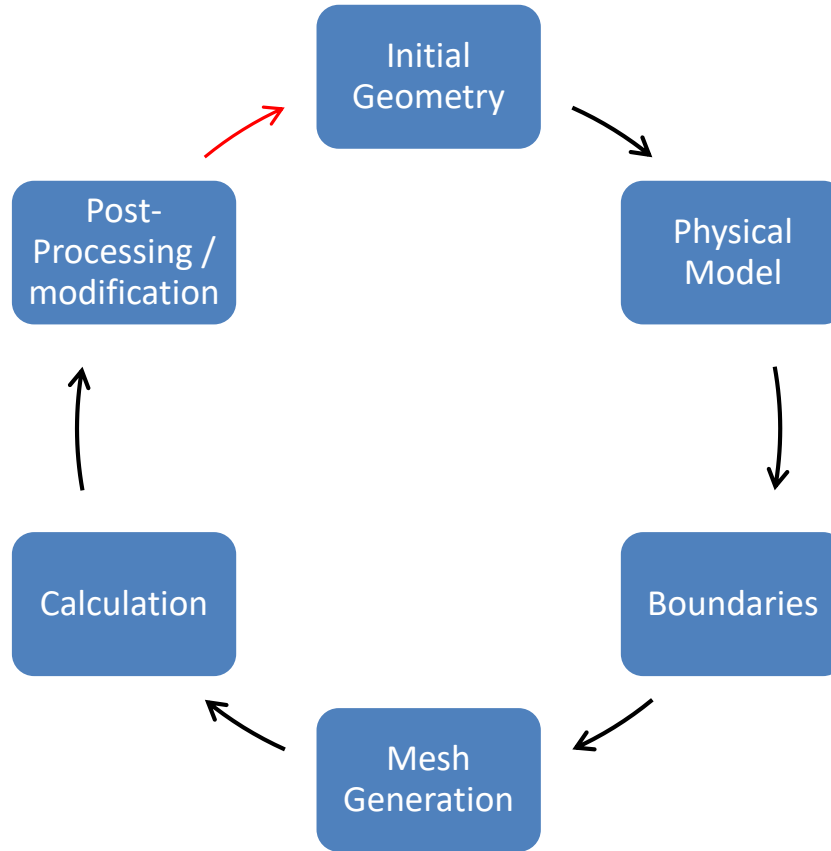 Initial
Geometry
Physical
Model
Boundaries
Mesh
Generation
Calculation
Post-
Processing /
modification